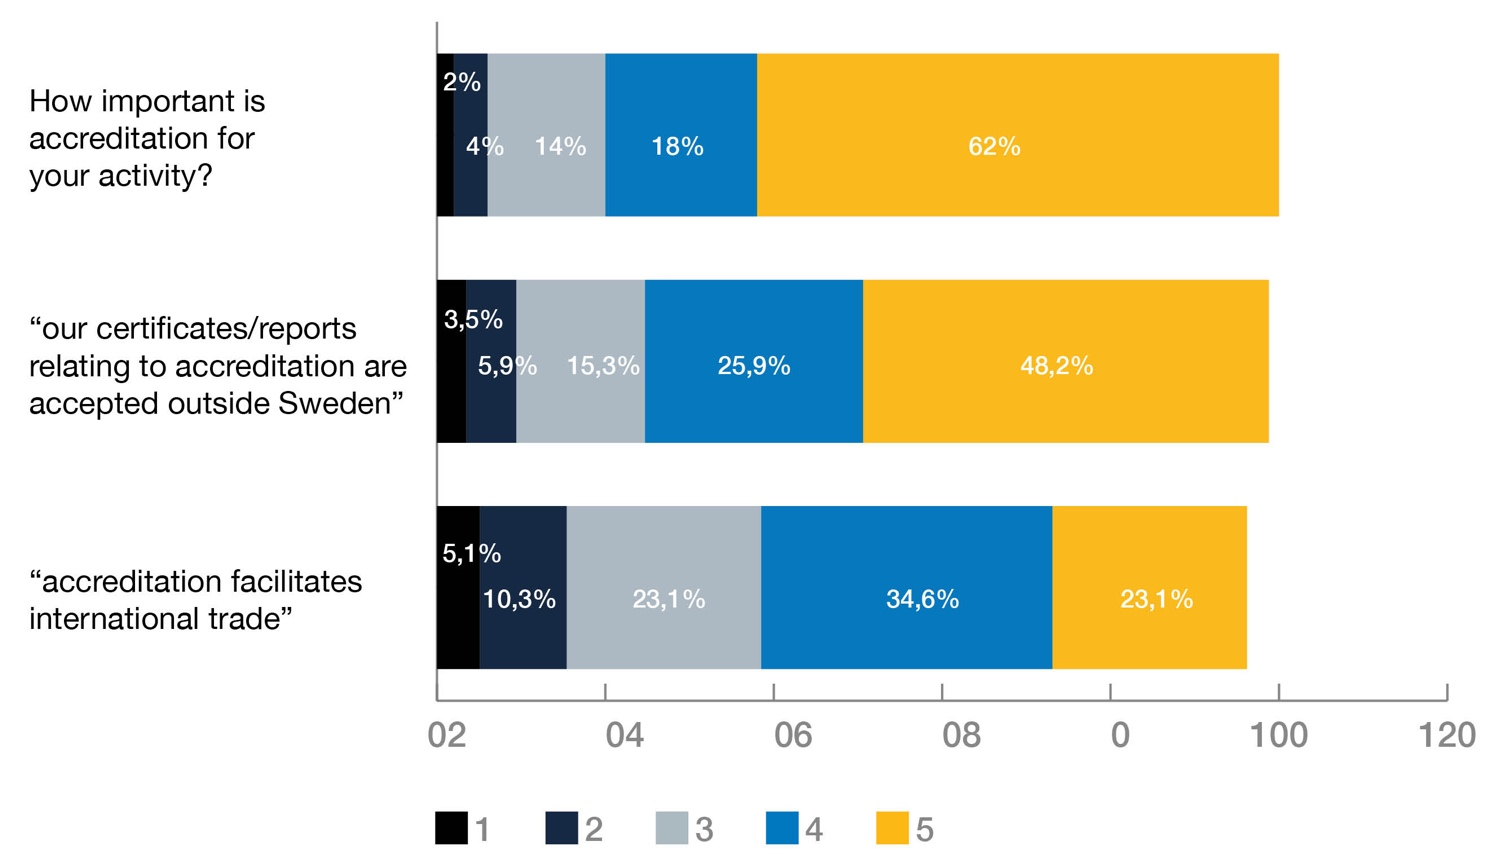 How important is
accreditation for
your activity?
2%
4% 14% 18% 62%
“our certificates/reports
relating to accreditation are
accepted outside Sweden”
3,5%
5,9% 15,3% 25,9% 48,2%
“accreditation facilitates
international trade”
5,1%
10,3% 23,1% 34,6% 23,1%
02 04 06 08 0 100 120
1 2 3 4 5